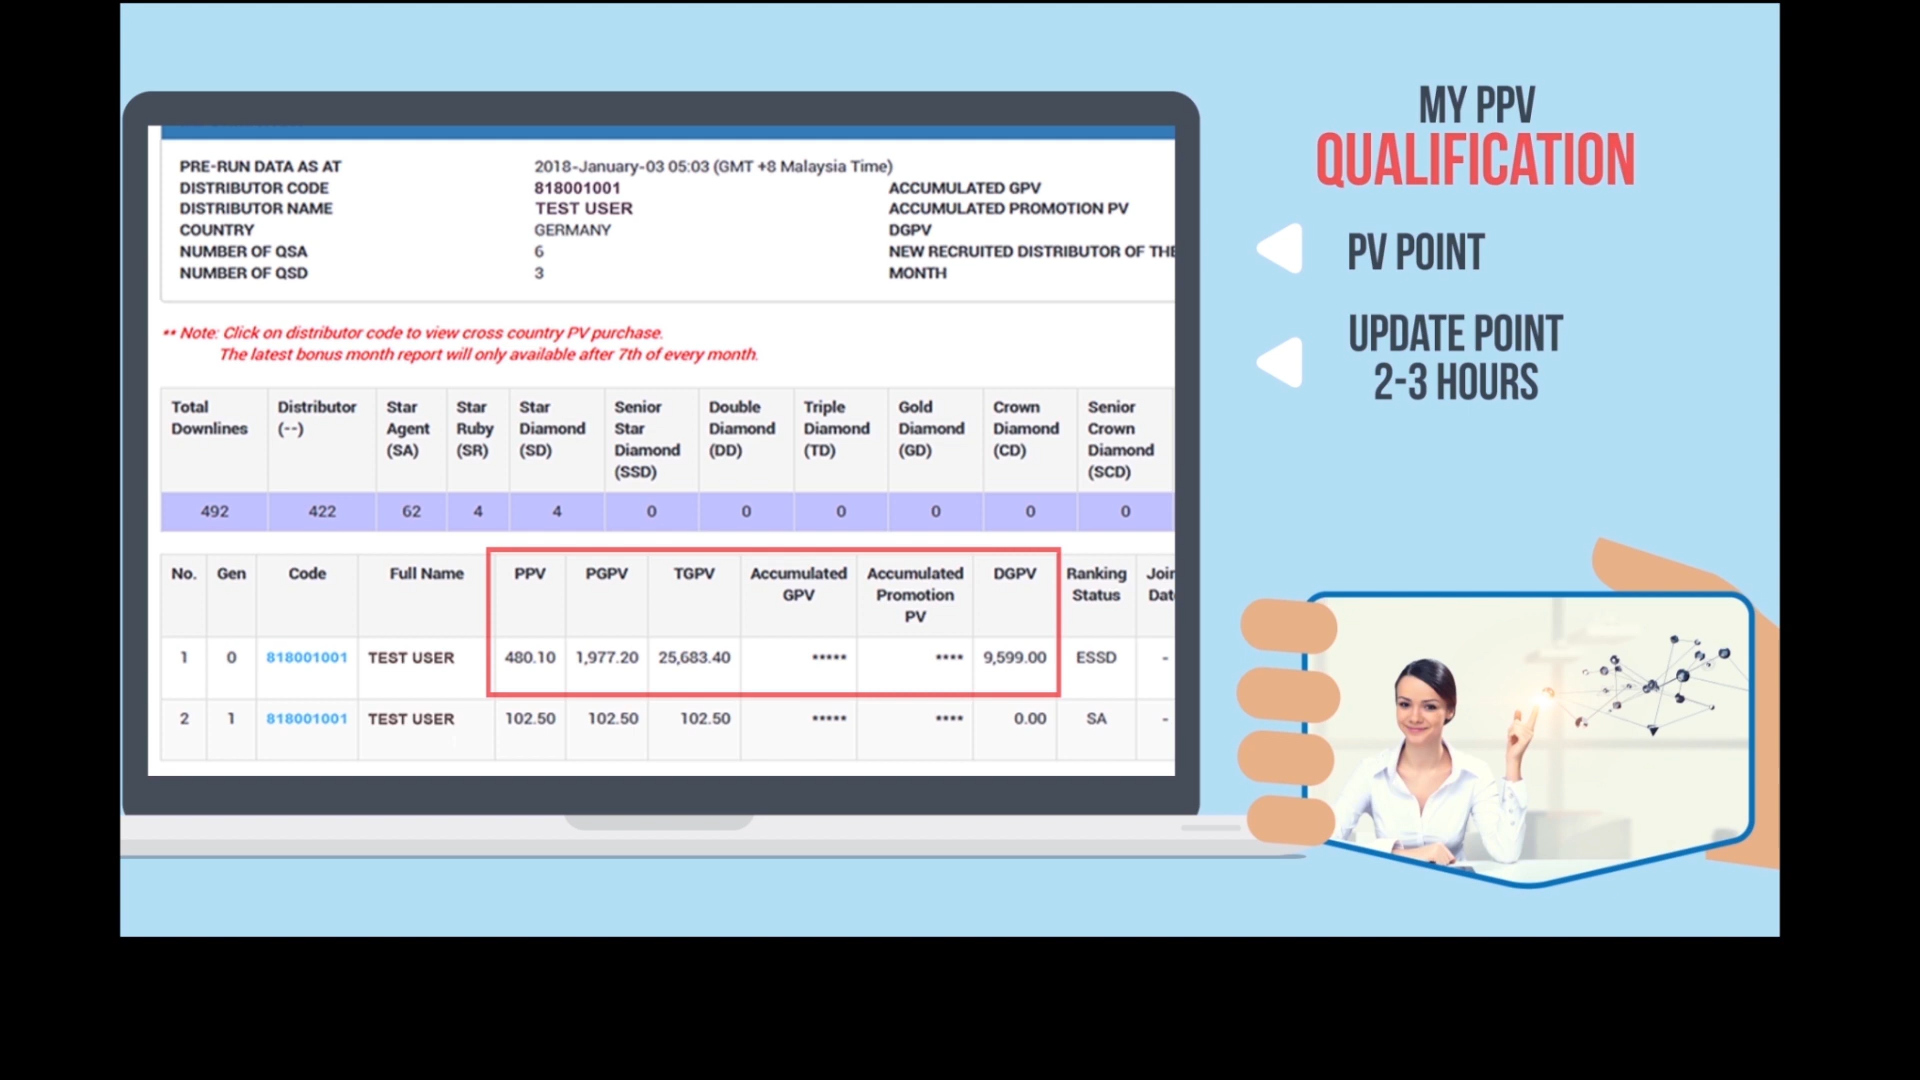 MY PPV
QUALIFICATION
PV POINT
UPDATE POINT
2-3 HOURS
PRE-RUN DATA AS AT 2018-January-03 05:03 (GMT +8 Malaysia Time)
DISTRIBUTOR CODE 818001001 ACCUMULATED GPV
DISTRIBUTOR NAME TEST USER ACCUMULATED PROMOTION PV
COUNTRY GERMANY DGPV
NUMBER OF QSA 6 NEW RECRUITED DISTRIBUTOR OF THE
NUMBER OF QSD 3 MONTH
** Note: Click on distributor code to view cross country PV purchase.
The latest bonus month report will only available after 7th of every month.
Total Downlines Distributor (--) Star Agent (SA) Star Ruby (SR) Star Diamond (SD) Senior Star Diamond (SSD) Double Diamond (DD) Triple Diamond (TD) Gold Diamond (GD) Crown Diamond (CD) Senior Crown Diamond (SCD)
492 422 62 4 4 0 0 0 0 0 0
No. Gen Code Full Name PPV PGPV TGPV Accumulated GPV Accumulated Promotion PV DGPV Ranking Status
1 0 818001001 TEST USER 480.10 1,977.20 25,683.40 ***** **** 9,599.00 ESSD -
2 1 818001001 TEST USER 102.50 102.50 102.50 ***** **** 0.00 SA -